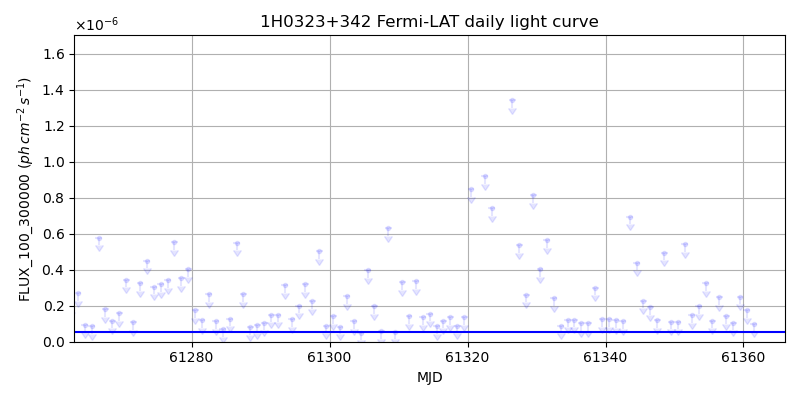 1H0323+342 Fermi-LAT daily light curve
×10⁻⁶
FLUX_100_300000 (ph cm⁻² s⁻¹)
1.6
1.4
1.2
1.0
0.8
0.6
0.4
0.2
0.0
61280 61300 61320 61340 61360
MJD